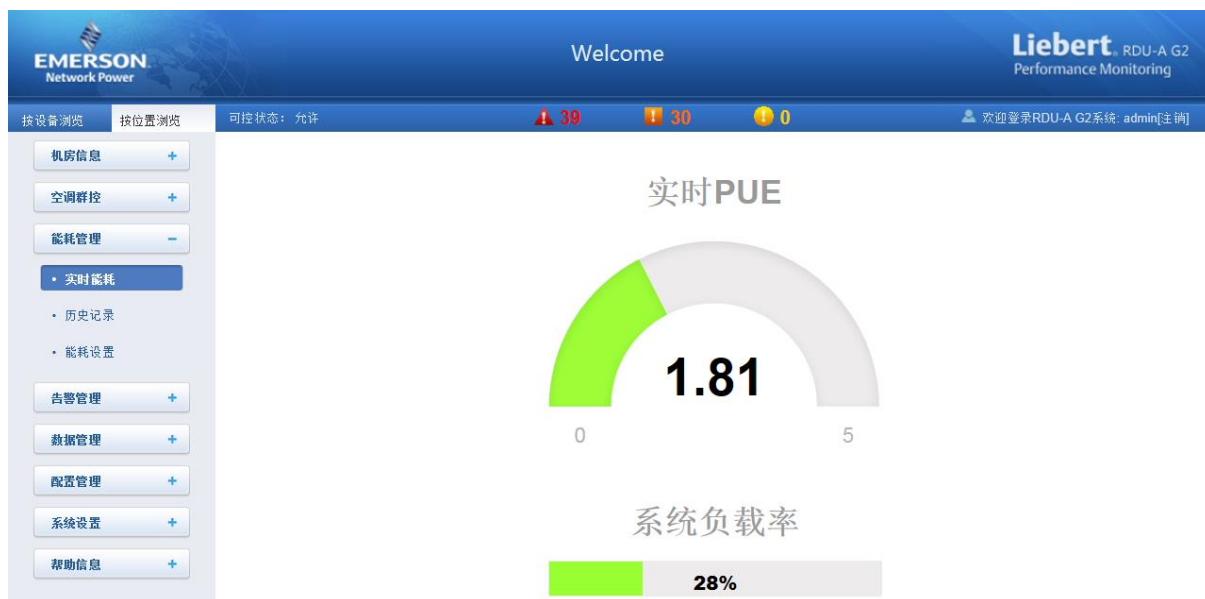 EMERSON
Network Power
Welcome
Liebert® RDU-A G2
Performance Monitoring
按设备浏览 按位置浏览 可控状态：允许 39 30 0 欢迎登录RDU-A G2系统: admin[注销]
机房信息 +
空调群控 +
能耗管理 −
• 实时能耗
• 历史记录
• 能耗设置
告警管理 +
数据管理 +
配置管理 +
系统设置 +
帮助信息 +
实时PUE
1.81
0 5
系统负载率
28%